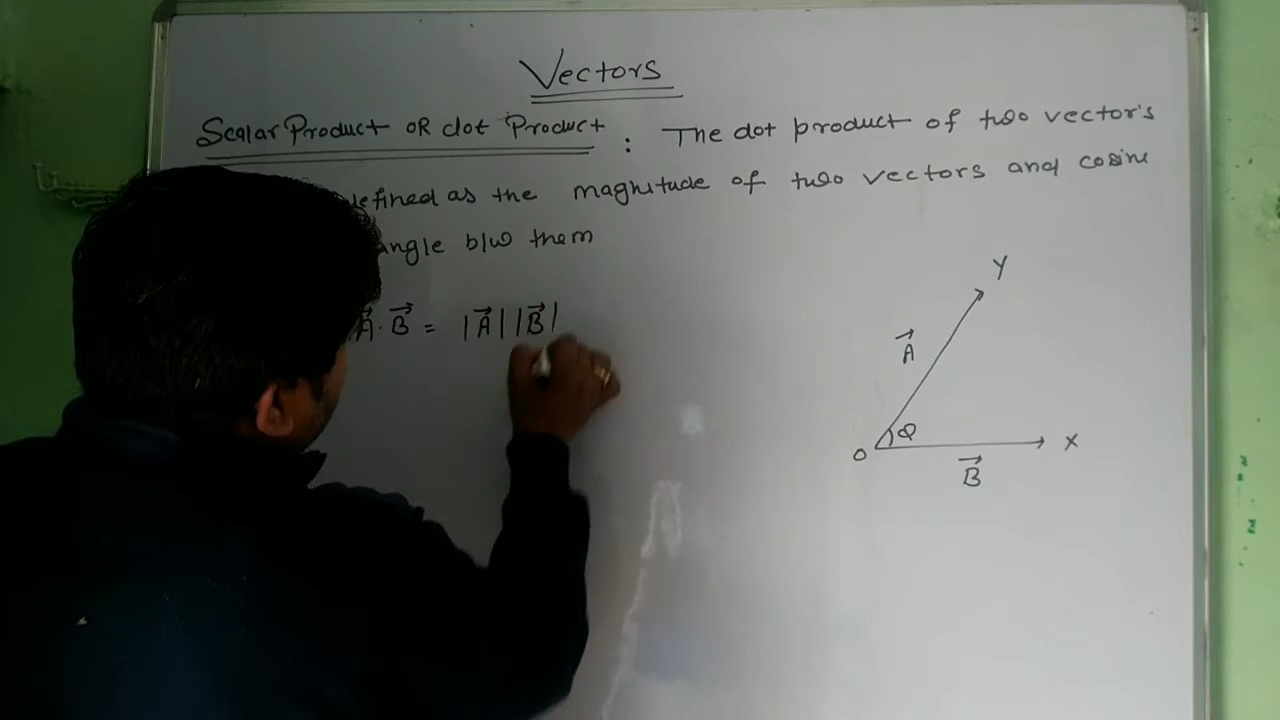 Vectors
Scalar Product OR dot Product : The dot product of two vector's
defined as the magnitude of two vectors and cosine
angle b/w them
A⃗ . B⃗ = |A⃗| |B⃗|
Y
A⃗
θ
O
X
B⃗